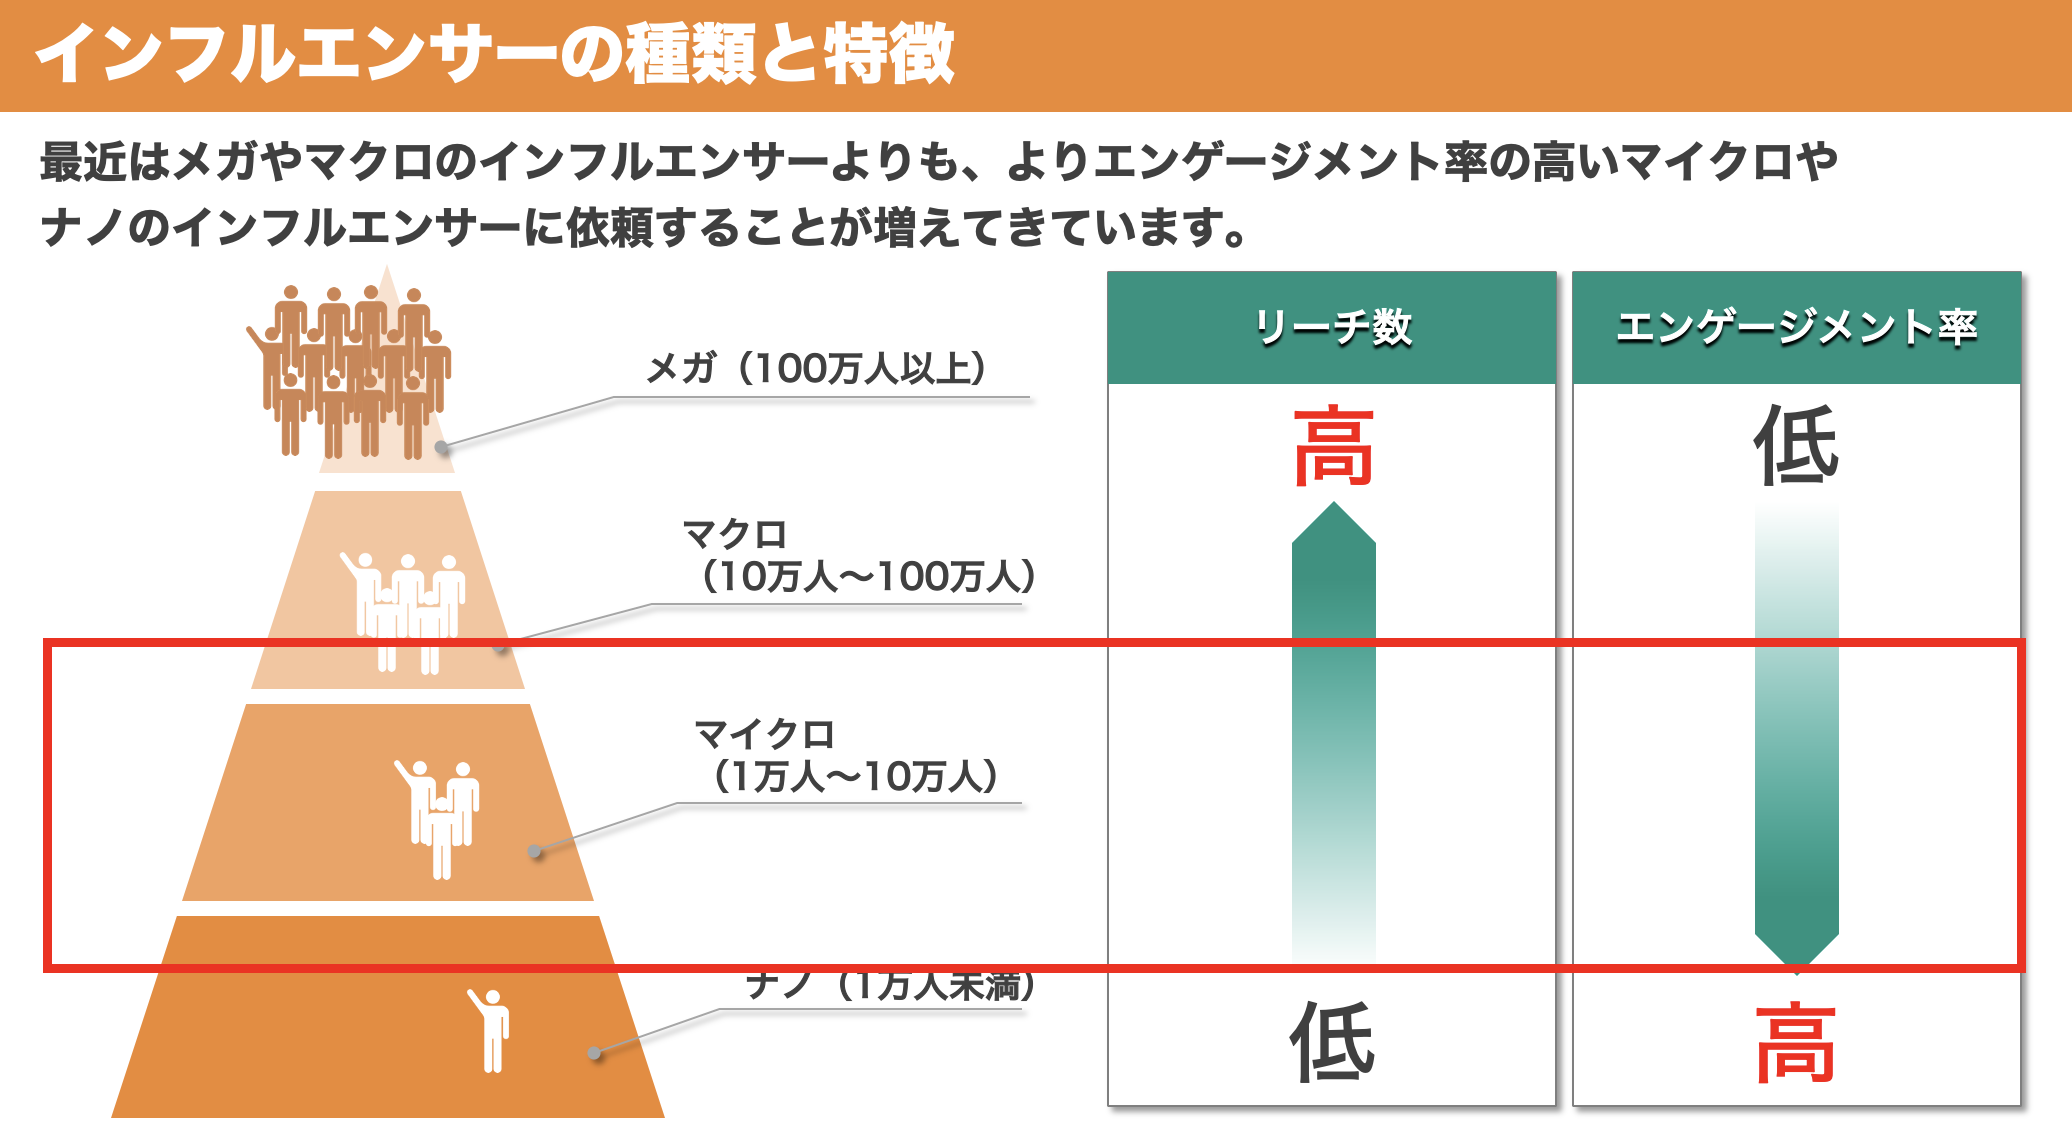 インフルエンサーの種類と特徴
最近はメガやマクロのインフルエンサーよりも、よりエンゲージメント率の高いマイクロや
ナノのインフルエンサーに依頼することが増えてきています。
メガ（100万人以上）
マクロ
（10万人〜100万人）
マイクロ
（1万人〜10万人）
ナノ（1万人未満）
リーチ数
高
低
エンゲージメント率
低
高